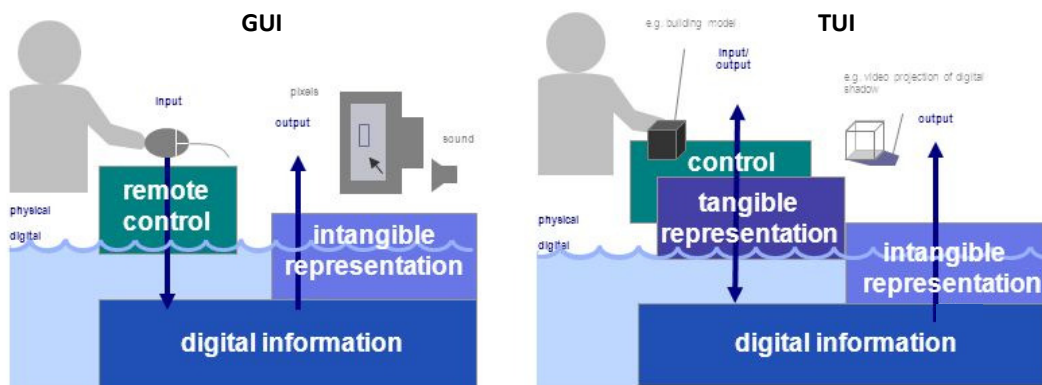 GUI
input
pixels
output
sound
remote
control
physical
digital
intangible
representation
digital information
TUI
e.g. building model
input/
output
e.g. video projection of digital
shadow
output
control
tangible
representation
physical
digital
intangible
representation
digital information